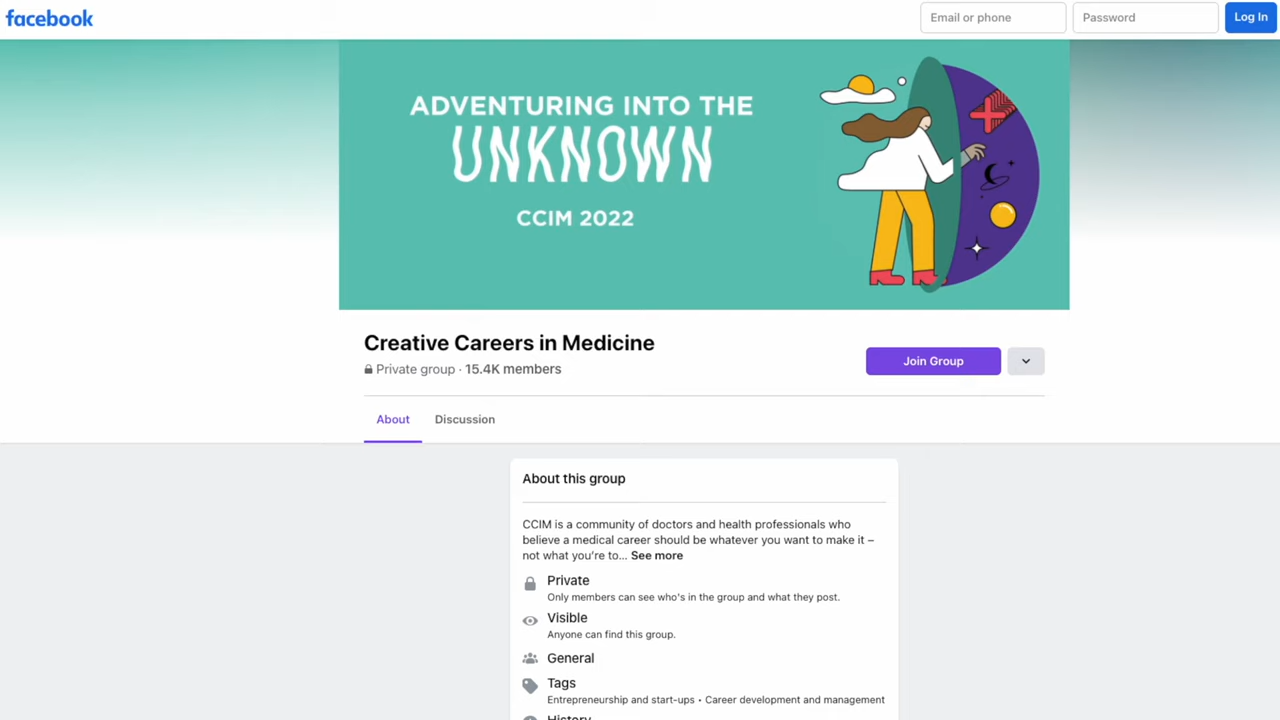 facebook
Email or phone
Password
Log In
ADVENTURING INTO THE
UNKNOWN
CCIM 2022
Creative Careers in Medicine
Private group · 15.4K members
Join Group
About
Discussion
About this group
CCIM is a community of doctors and health professionals who
believe a medical career should be whatever you want to make it –
not what you're to... See more
Private
Only members can see who's in the group and what they post.
Visible
Anyone can find this group.
General
Tags
Entrepreneurship and start-ups • Career development and management
History